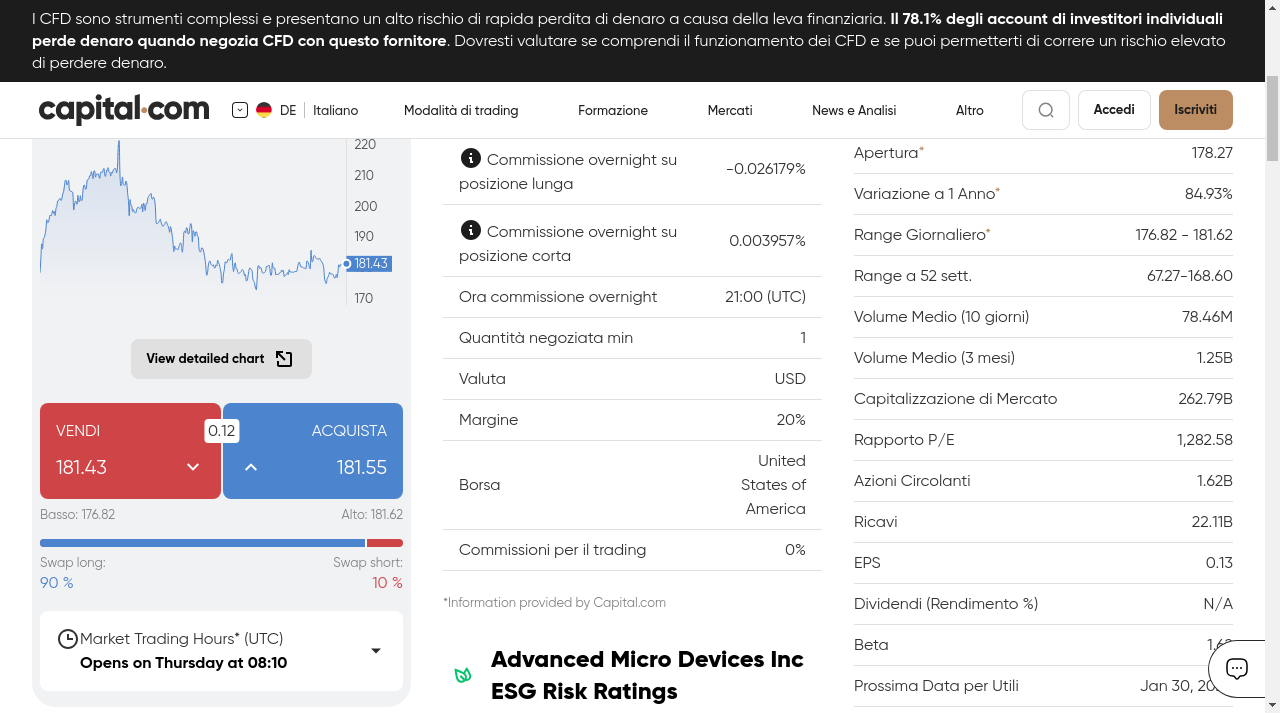 I CFD sono strumenti complessi e presentano un alto rischio di rapida perdita di denaro a causa della leva finanziaria. Il 78.1% degli account di investitori individuali
perde denaro quando negozia CFD con questo fornitore. Dovresti valutare se comprendi il funzionamento dei CFD e se puoi permetterti di correre un rischio elevato
di perdere denaro.
capital.com
DE
Italiano
Modalità di trading
Formazione
Mercati
News e Analisi
Altro
Accedi
Iscriviti
220
210
200
190
181.43
170
View detailed chart
VENDI
0.12
ACQUISTA
181.43
181.55
Basso: 176.82
Alto: 181.62
Swap long:
Swap short:
90 %
10 %
Market Trading Hours* (UTC)
Opens on Thursday at 08:10
Commissione overnight su
posizione lunga
-0.026179%
Commissione overnight su
posizione corta
0.003957%
Ora commissione overnight
21:00 (UTC)
Quantità negoziata min
1
Valuta
USD
Margine
20%
Borsa
United
States of
America
Commissioni per il trading
0%
*Information provided by Capital.com
Advanced Micro Devices Inc
ESG Risk Ratings
Apertura*
178.27
Variazione a 1 Anno*
84.93%
Range Giornaliero*
176.82 - 181.62
Range a 52 sett.
67.27-168.60
Volume Medio (10 giorni)
78.46M
Volume Medio (3 mesi)
1.25B
Capitalizzazione di Mercato
262.79B
Rapporto P/E
1,282.58
Azioni Circolanti
1.62B
Ricavi
22.11B
EPS
0.13
Dividendi (Rendimento %)
N/A
Beta
Prossima Data per Utili
Jan 30,